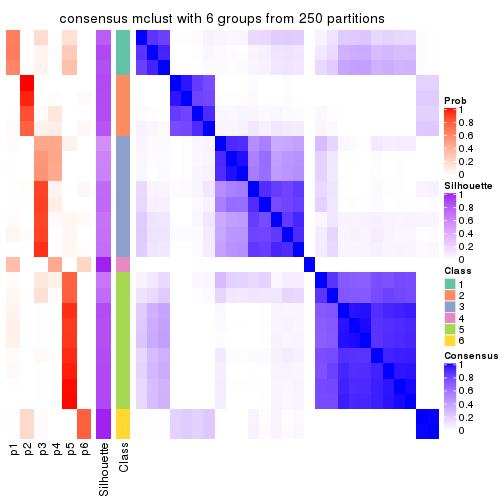 consensus mclust with 6 groups from 250 partitions
Prob
1
0.8
0.6
0.4
0.2
0
Silhouette
1
0.8
0.6
0.4
0.2
0
Class
1
2
3
4
5
6
Consensus
1
0.8
0.6
0.4
0.2
0
p1
p2
p3
p4
p5
p6
Silhouette
Class